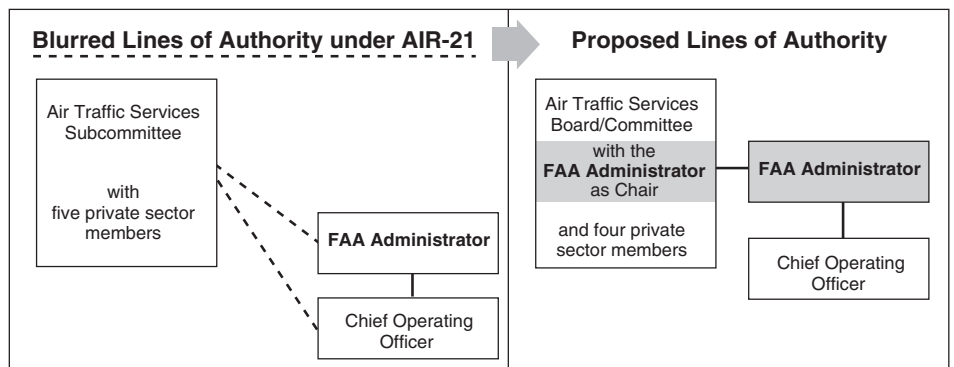 Blurred Lines of Authority under AIR-21
Air Traffic Services
Subcommittee
with
five private sector
members
FAA Administrator
Chief Operating
Officer
Proposed Lines of Authority
Air Traffic Services
Board/Committee
with the
FAA Administrator
as Chair
and four private
sector members
FAA Administrator
Chief Operating
Officer